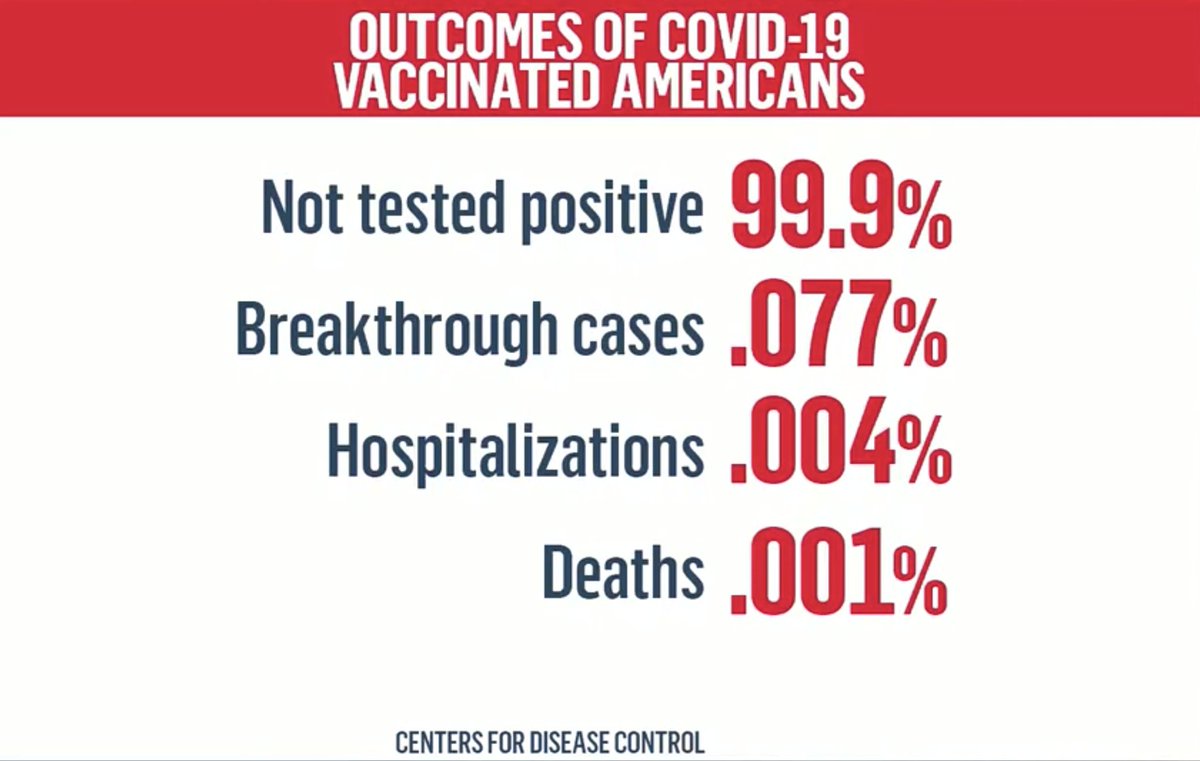 OUTCOMES OF COVID-19
VACCINATED AMERICANS
Not tested positive 99.9%
Breakthrough cases .077%
Hospitalizations .004%
Deaths .001%
CENTERS FOR DISEASE CONTROL